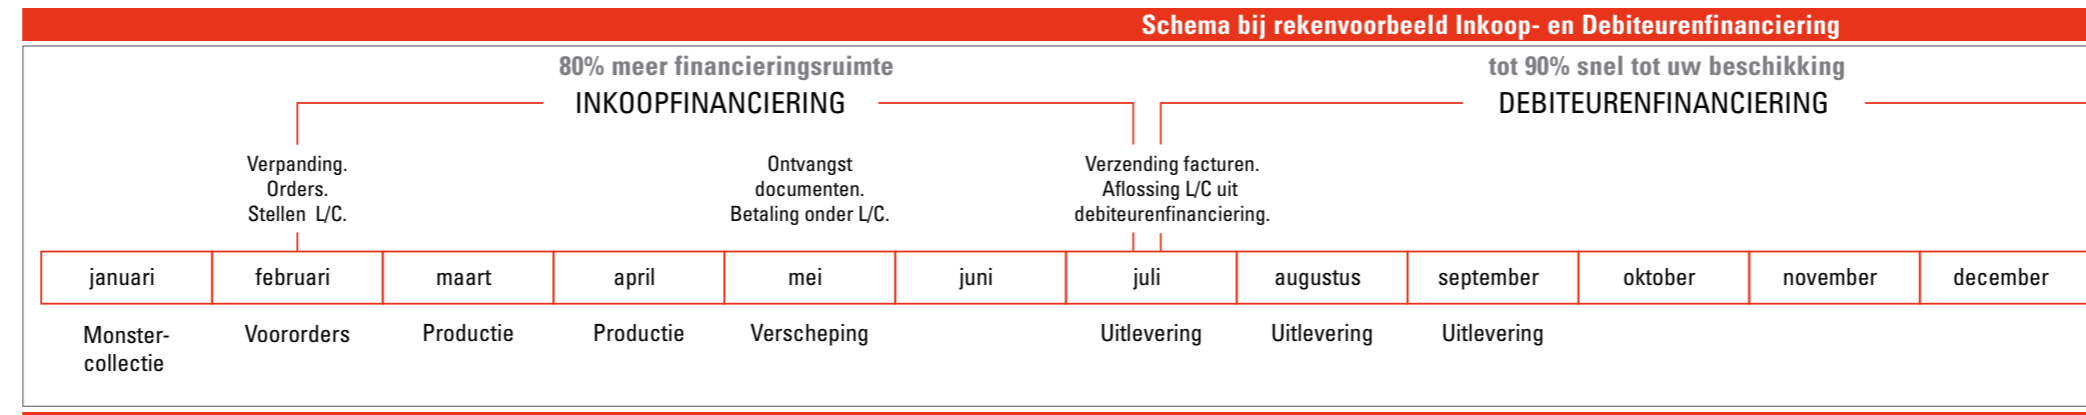 Schema bij rekenvoorbeeld Inkoop- en Debiteurenfinanciering
80% meer financieringsruimte
INKOOPFINANCIERING
tot 90% snel tot uw beschikking
DEBITEURENFINANCIERING
Verpanding.
Orders.
Stellen L/C.
Ontvangst
documenten.
Betaling onder L/C.
Verzending facturen.
Aflossing L/C uit
debiteurenfinanciering.
januari februari maart april mei juni juli augustus september oktober november december
Monster-
collectie
Voororders
Productie
Productie
Verscheping
Uitlevering
Uitlevering
Uitlevering